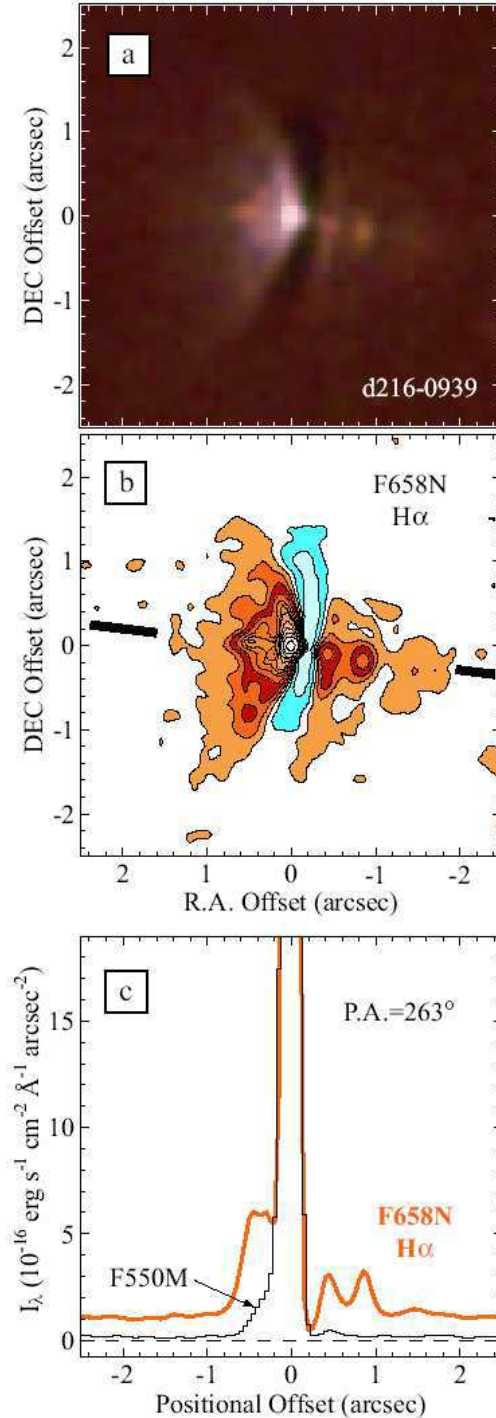 a
2
1
0
-1
-2
DEC Offset (arcsec)
d216-0939
b
F658N
Hα
2
1
0
-1
-2
DEC Offset (arcsec)
2 1 0 -1 -2
R.A. Offset (arcsec)
c
P.A.=263°
15
10
5
0
I_λ (10^-16 erg s^-1 cm^-2 Å^-1 arcsec^-2)
F658N
Hα
F550M
-2 -1 0 1 2
Positional Offset (arcsec)